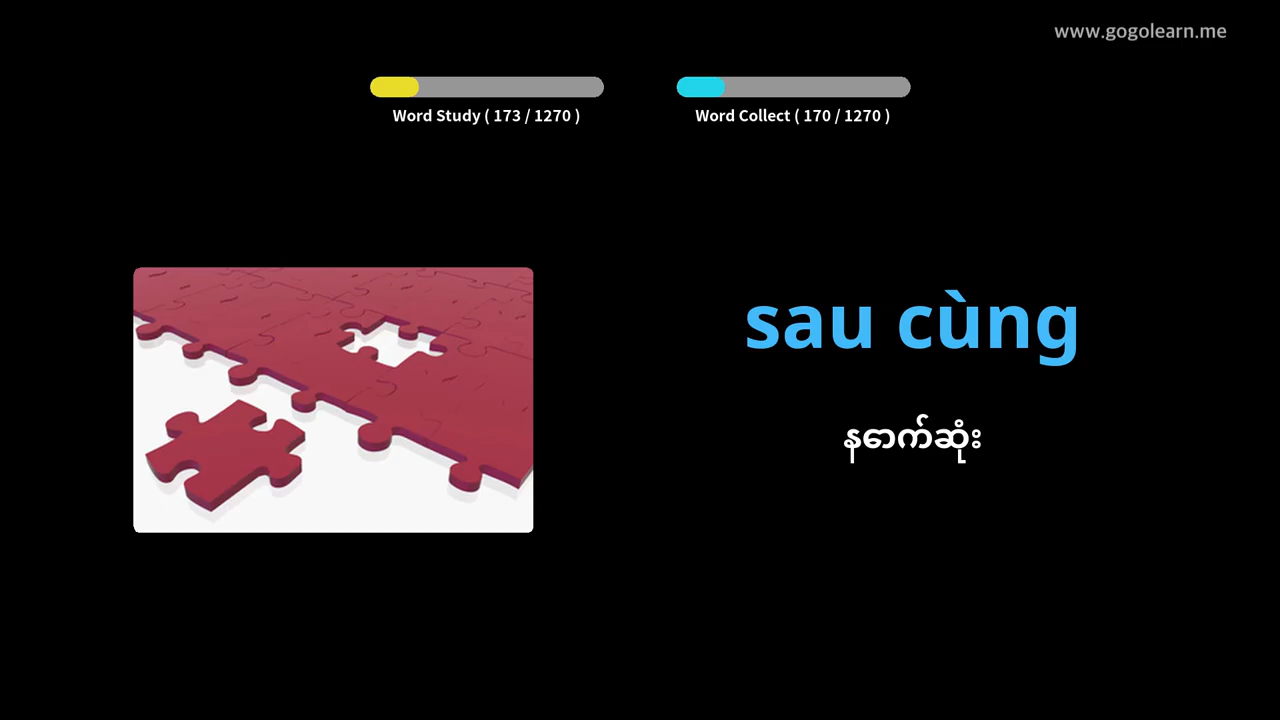 www.gogolearn.me
Word Study ( 173 / 1270 )
Word Collect ( 170 / 1270 )
sau cùng
နောက်ဆုံး